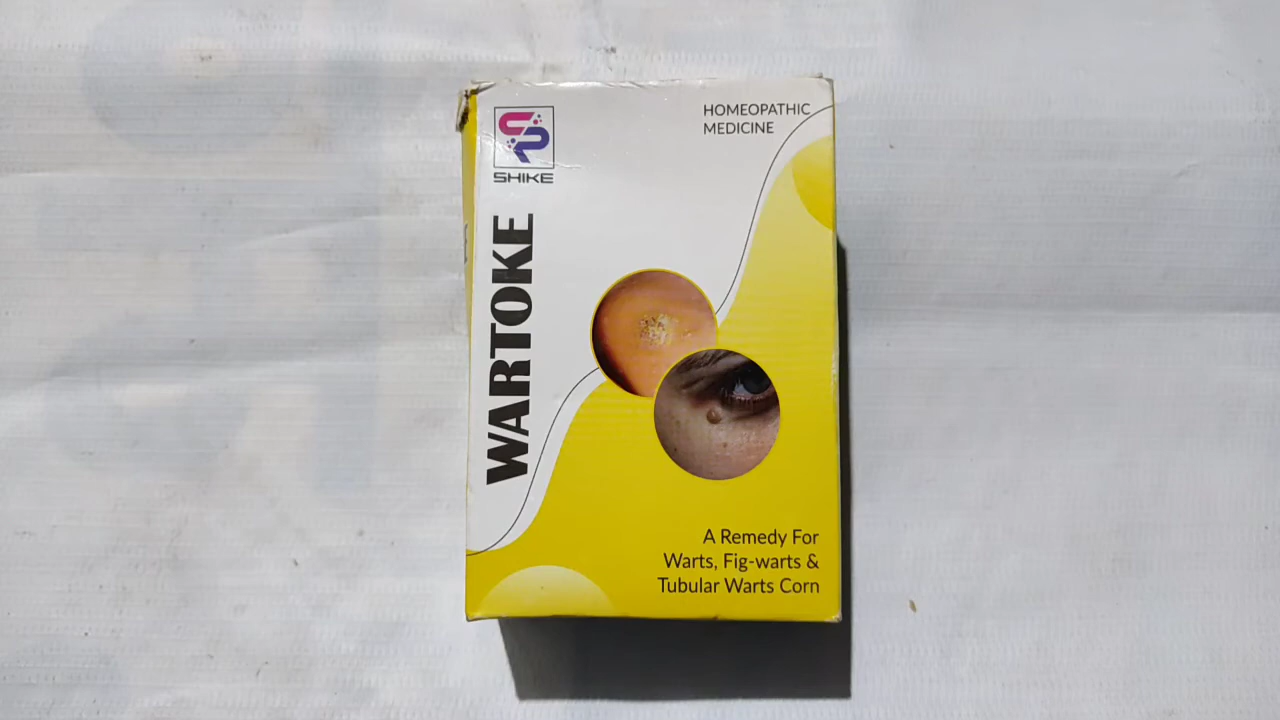 SHIKE
HOMEOPATHIC
MEDICINE
WARTOKE
A Remedy For
Warts, Fig-warts &
Tubular Warts Corn